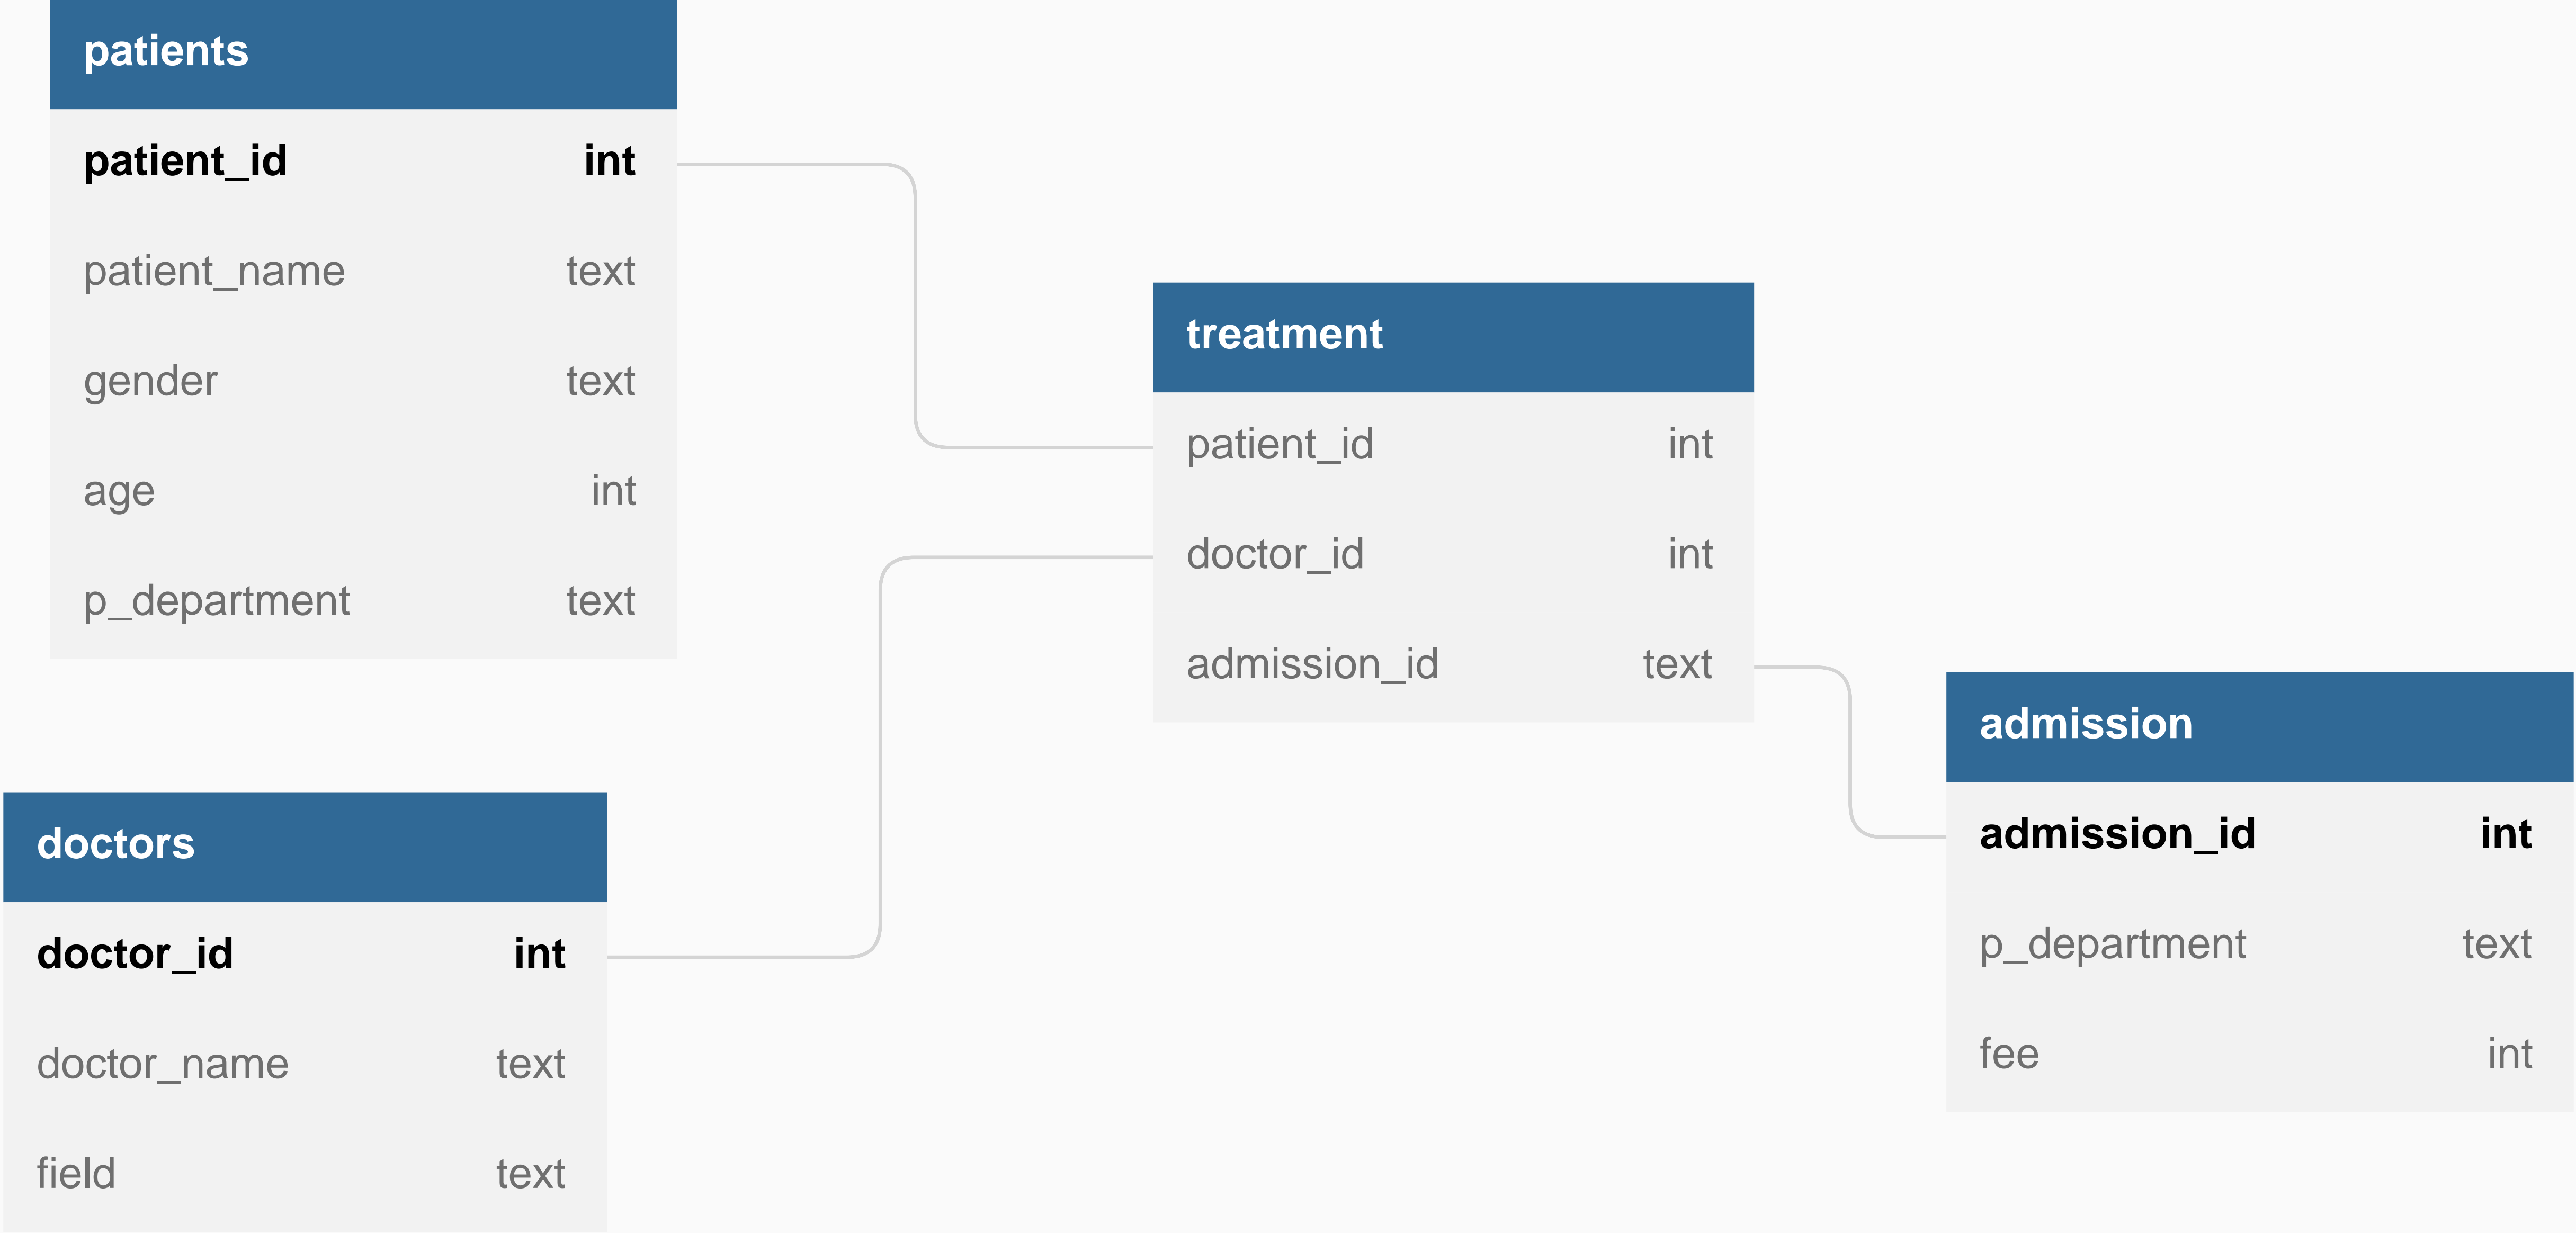 patients
patient_id int
patient_name text
gender text
age int
p_department text
treatment
patient_id int
doctor_id int
admission_id text
doctors
doctor_id int
doctor_name text
field text
admission
admission_id int
p_department text
fee int